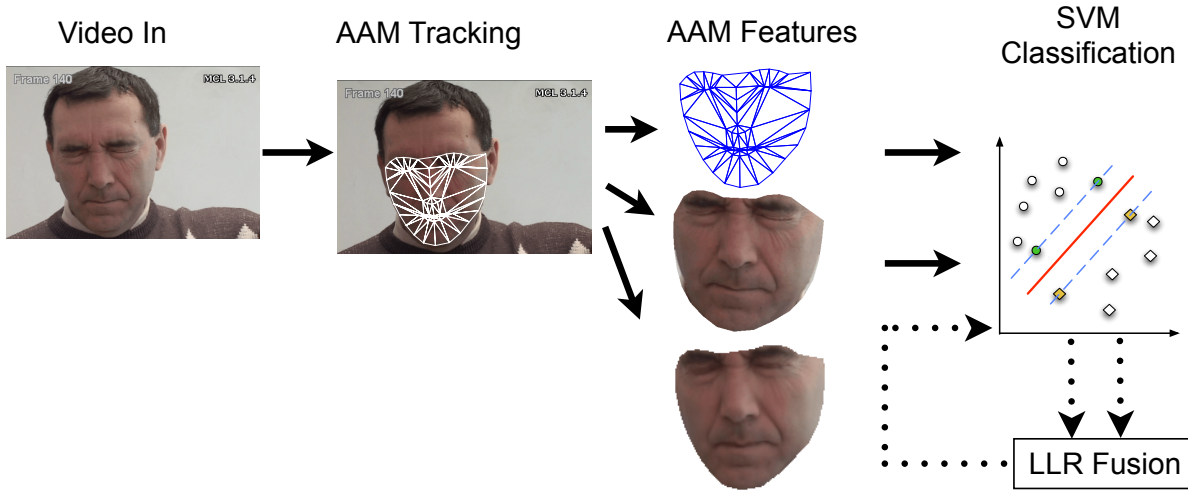 Video In
AAM Tracking
AAM Features
SVM
Classification
Frame 140
MCL 3.1.4
Frame 140
MCL 3.1.4
LLR Fusion